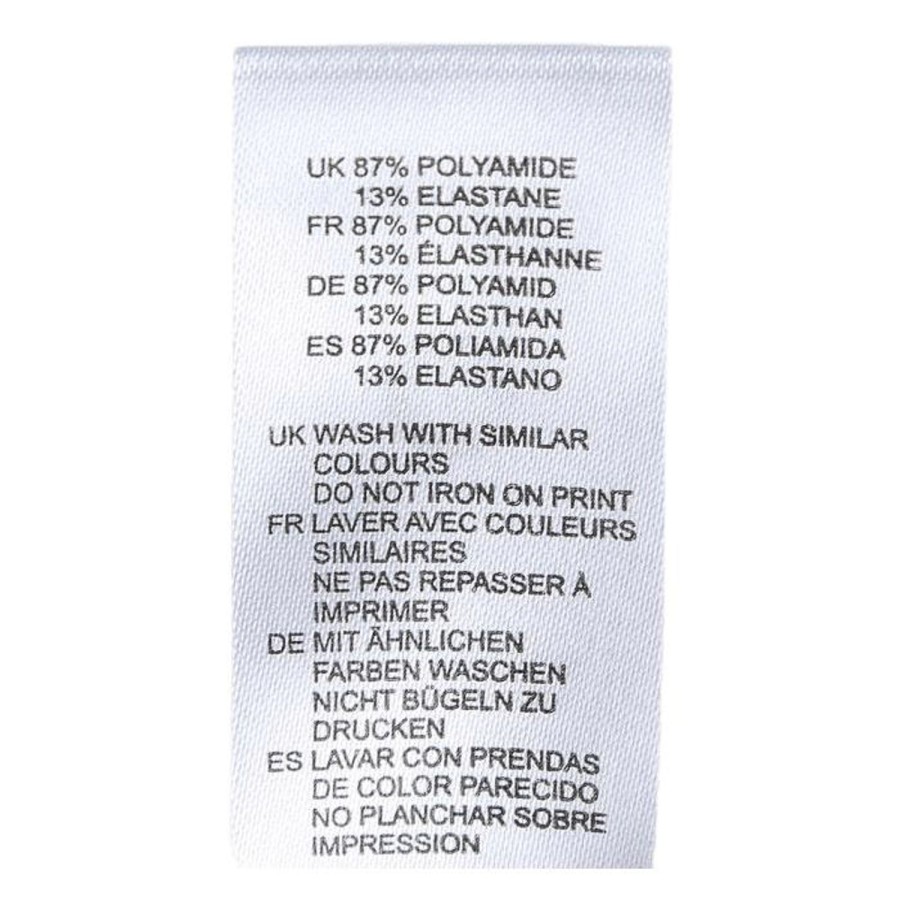 UK 87% POLYAMIDE
13% ELASTANE
FR 87% POLYAMIDE
13% ÉLASTHANNE
DE 87% POLYAMID
13% ELASTHAN
ES 87% POLIAMIDA
13% ELASTANO
UK WASH WITH SIMILAR
COLOURS
DO NOT IRON ON PRINT
FR LAVER AVEC COULEURS
SIMILAIRES
NE PAS REPASSER À
IMPRIMER
DE MIT ÄHNLICHEN
FARBEN WASCHEN
NICHT BÜGELN ZU
DRUCKEN
ES LAVAR CON PRENDAS
DE COLOR PARECIDO
NO PLANCHAR SOBRE
IMPRESSION